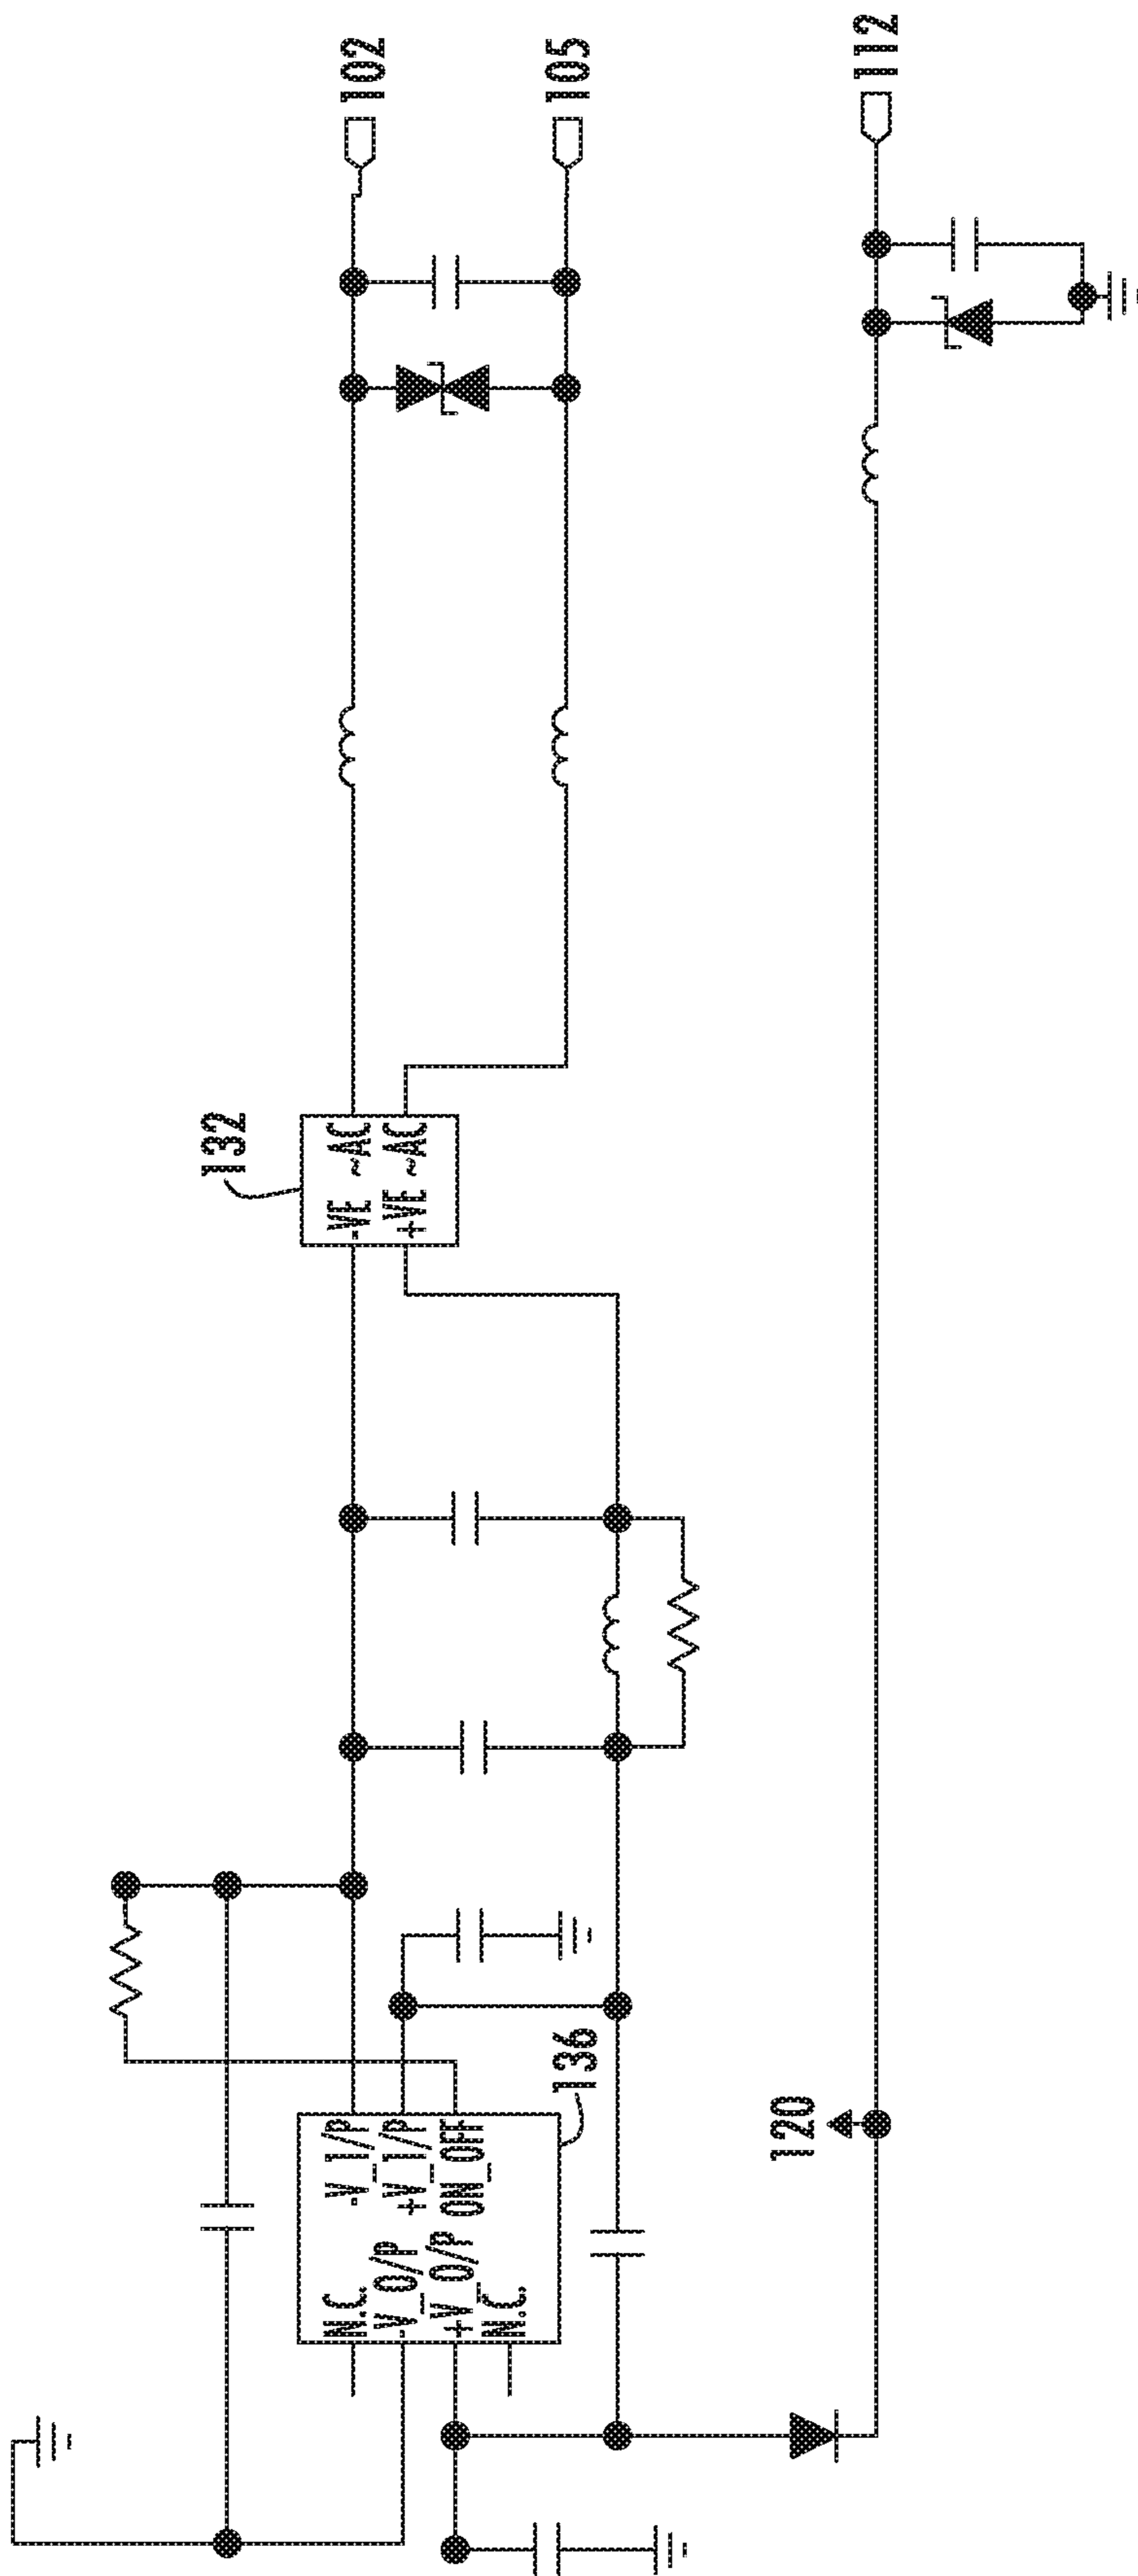 102
105
112
132
-VE ~AC
+VE ~AC
136
N.C. -V_I/P
-V_O/P +V_I/P
+V_O/P ON_OFF
N.C.
120